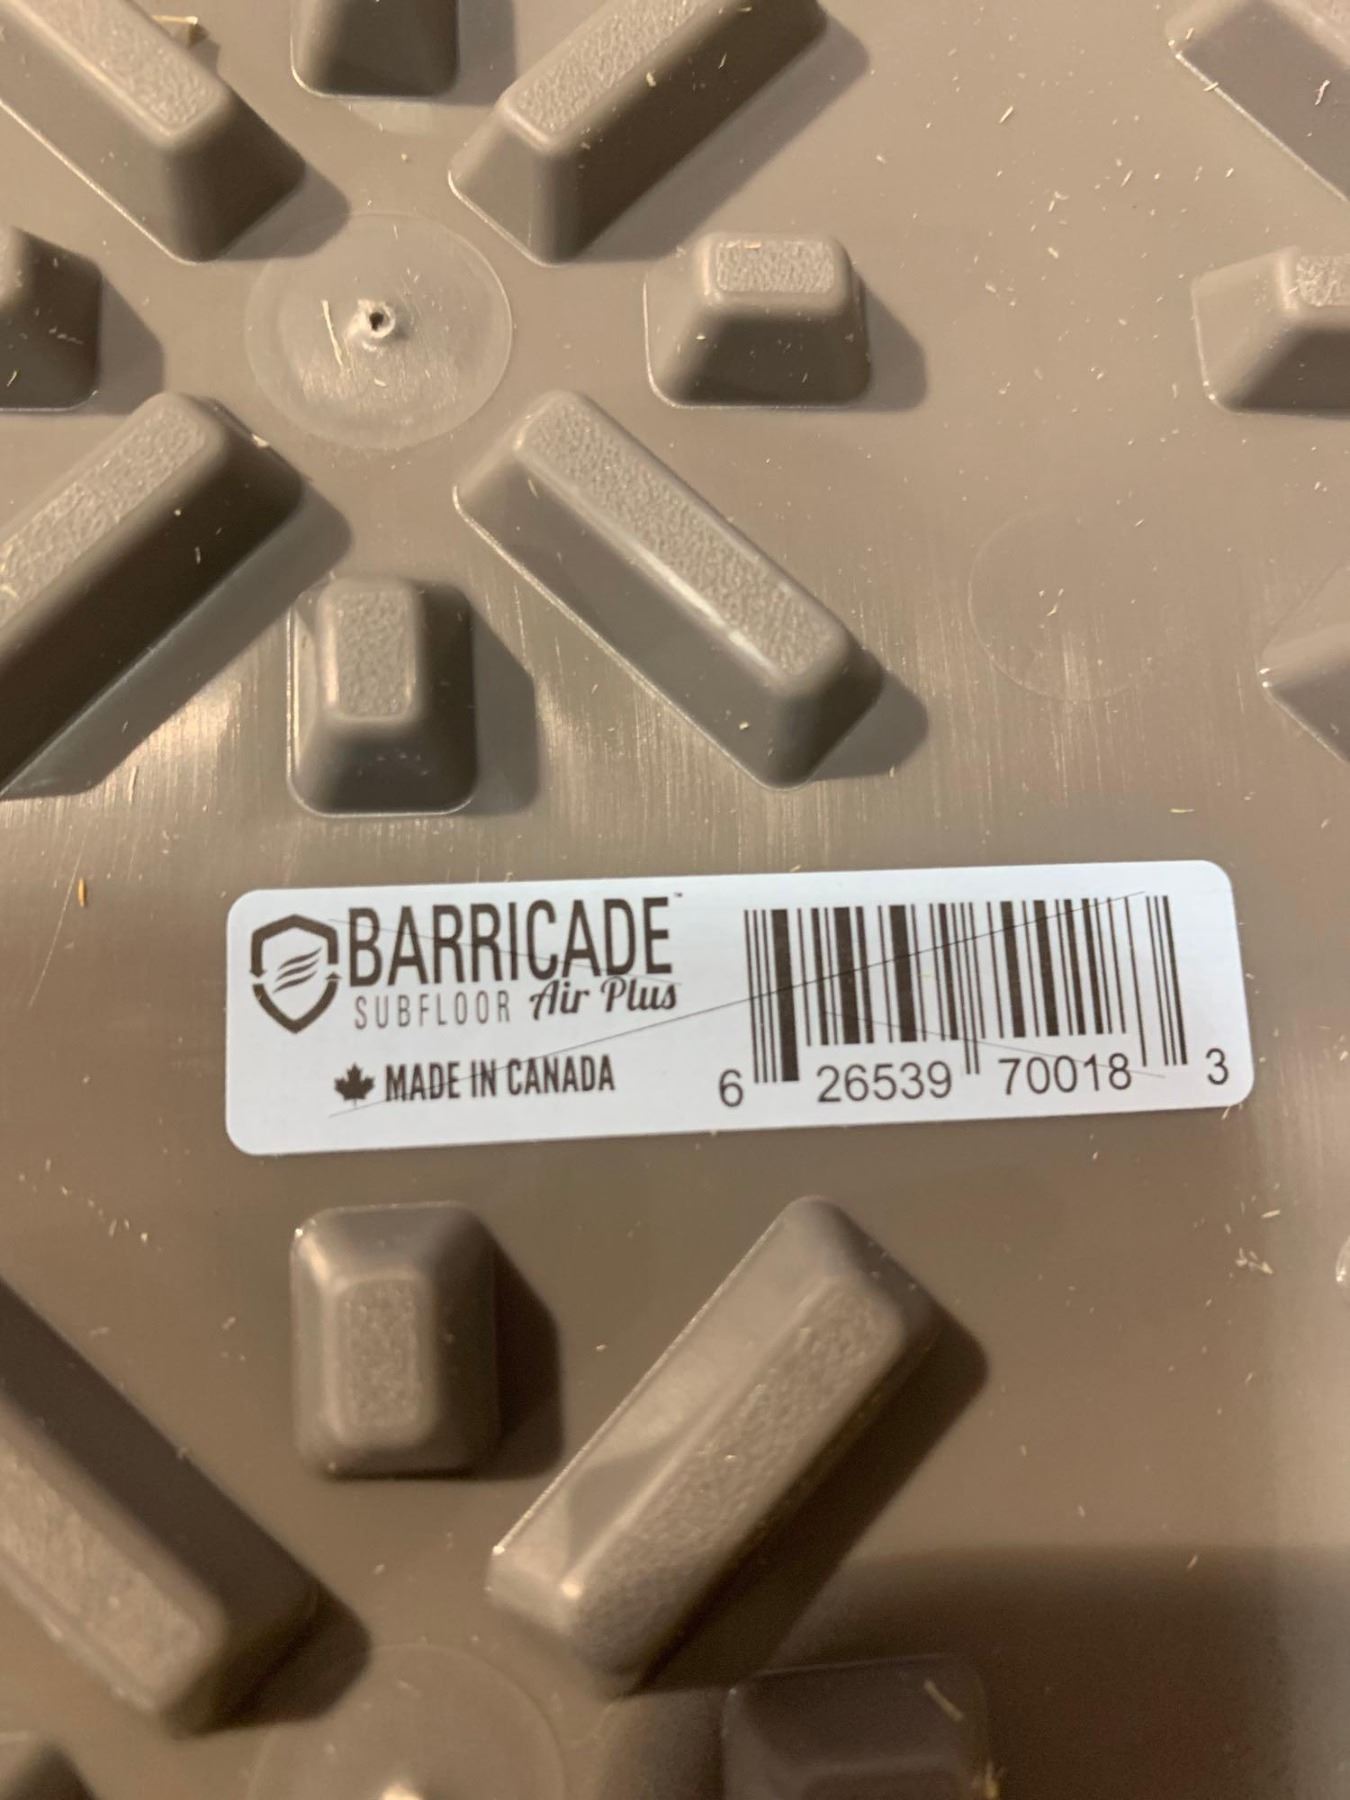 BARRICADE™
SUBFLOOR Air Plus
MADE IN CANADA
6 26539 70018 3